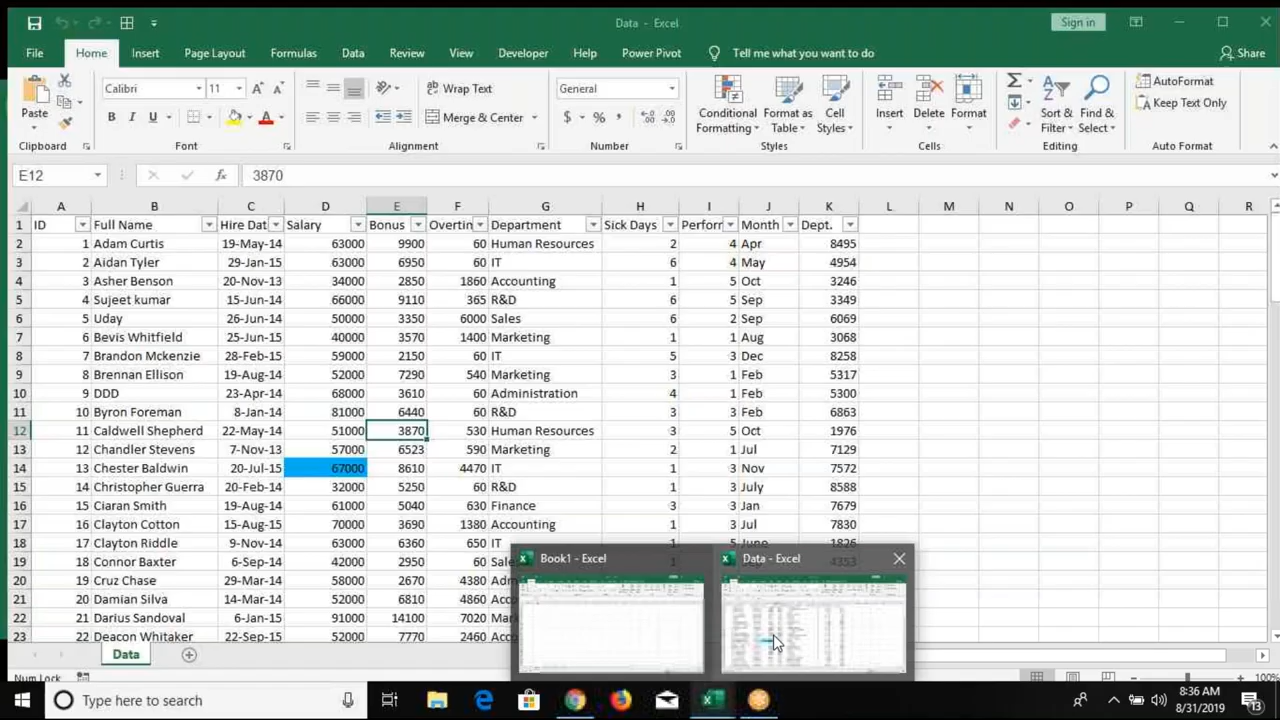 Data - Excel
Sign in
File Home Insert Page Layout Formulas Data Review View Developer Help Power Pivot Tell me what you want to do Share
Paste
Calibri 11
B I U
Wrap Text
Merge & Center
General
$ %
Conditional Formatting
Format as Table
Cell Styles
Insert
Delete
Format
Sort & Filter
Find & Select
AutoFormat
Keep Text Only
Clipboard Font Alignment Number Styles Cells Editing Auto Format
E12 fx 3870
A B C D E F G H I J K L M N O P Q R
1 ID Full Name Hire Dat Salary Bonus Overtin Department Sick Days Perforr Month Dept.
2 1 Adam Curtis 19-May-14 63000 9900 60 Human Resources 2 4 Apr 8495
3 2 Aidan Tyler 29-Jan-15 63000 6950 60 IT 6 4 May 4954
4 3 Asher Benson 20-Nov-13 34000 2850 1860 Accounting 1 5 Oct 3246
5 4 Sujeet kumar 15-Jun-14 66000 9110 365 R&D 6 5 Sep 3349
6 5 Uday 26-Jun-14 50000 3350 6000 Sales 6 2 Sep 6069
7 6 Bevis Whitfield 25-Jun-15 40000 3570 1400 Marketing 1 1 Aug 3068
8 7 Brandon Mckenzie 28-Feb-15 59000 2150 60 IT 5 3 Dec 8258
9 8 Brennan Ellison 19-Aug-14 52000 7290 540 Marketing 3 1 Feb 5317
10 9 DDD 23-Apr-14 68000 3610 60 Administration 4 1 Feb 5300
11 10 Byron Foreman 8-Jan-14 81000 6440 60 R&D 3 3 Feb 6863
12 11 Caldwell Shepherd 22-May-14 51000 3870 530 Human Resources 3 5 Oct 1976
13 12 Chandler Stevens 7-Nov-13 57000 6523 590 Marketing 2 1 Jul 7129
14 13 Chester Baldwin 20-Jul-15 67000 8610 4470 IT 1 3 Nov 7572
15 14 Christopher Guerra 20-Feb-14 32000 5250 60 R&D 1 3 July 8588
16 15 Ciaran Smith 19-Aug-14 61000 5040 630 Finance 3 3 Jan 7679
17 16 Clayton Cotton 15-Aug-15 70000 3690 1380 Accounting 1 3 Jul 7830
18 17 Clayton Riddle 9-Nov-14 63000 6360 650 IT 1 5 June 1826
19 18 Connor Baxter 6-Sep-14 42000 2950 60 Sa 4353
20 19 Cruz Chase 29-Mar-14 58000 2670 4380 Adm
21 20 Damian Silva 14-Mar-14 52000 6810 4860 Acc
22 21 Darius Sandoval 6-Jan-15 91000 14100 7020 Mar
23 22 Deacon Whitaker 22-Sep-15 52000 7770 2460 Acc
Book1 - Excel
Data - Excel
Data
Num Lock
100%
Type here to search
8:36 AM
8/31/2019
13